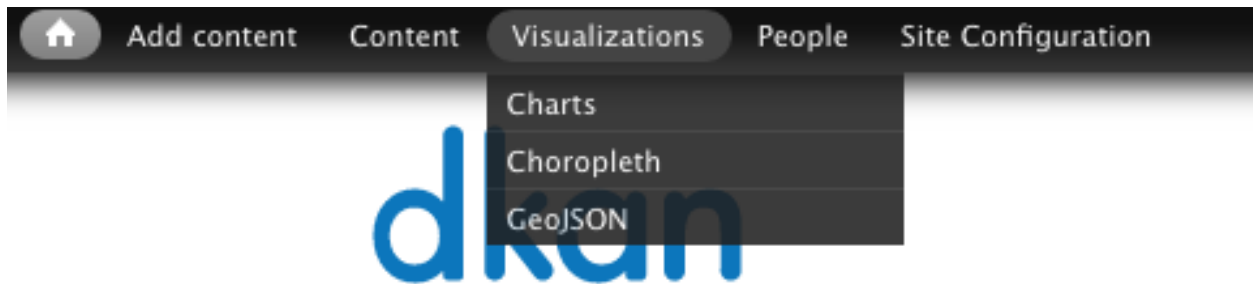 Add content Content Visualizations People Site Configuration
Charts
Choropleth
GeoJSON
dkan